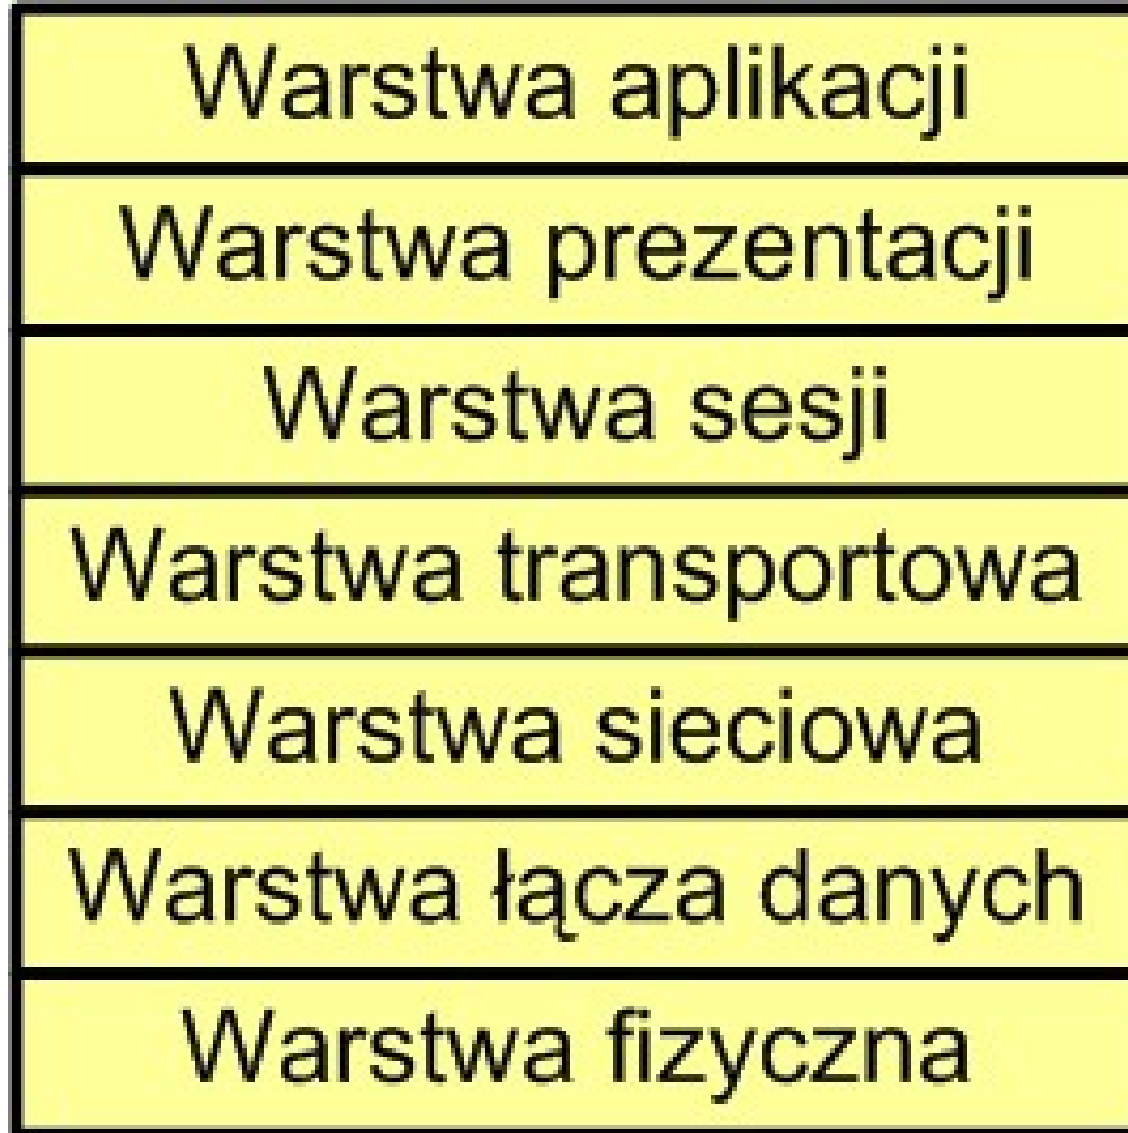 Warstwa aplikacji
Warstwa prezentacji
Warstwa sesji
Warstwa transportowa
Warstwa sieciowa
Warstwa łącza danych
Warstwa fizyczna